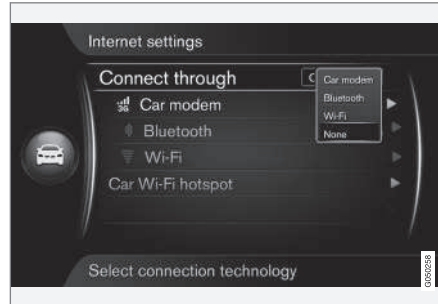 Internet settings
Connect through
Car modem
Bluetooth
Wi-Fi
None
3G Car modem
Bluetooth
Wi-Fi
Car Wi-Fi hotspot
Select connection technology
G050258